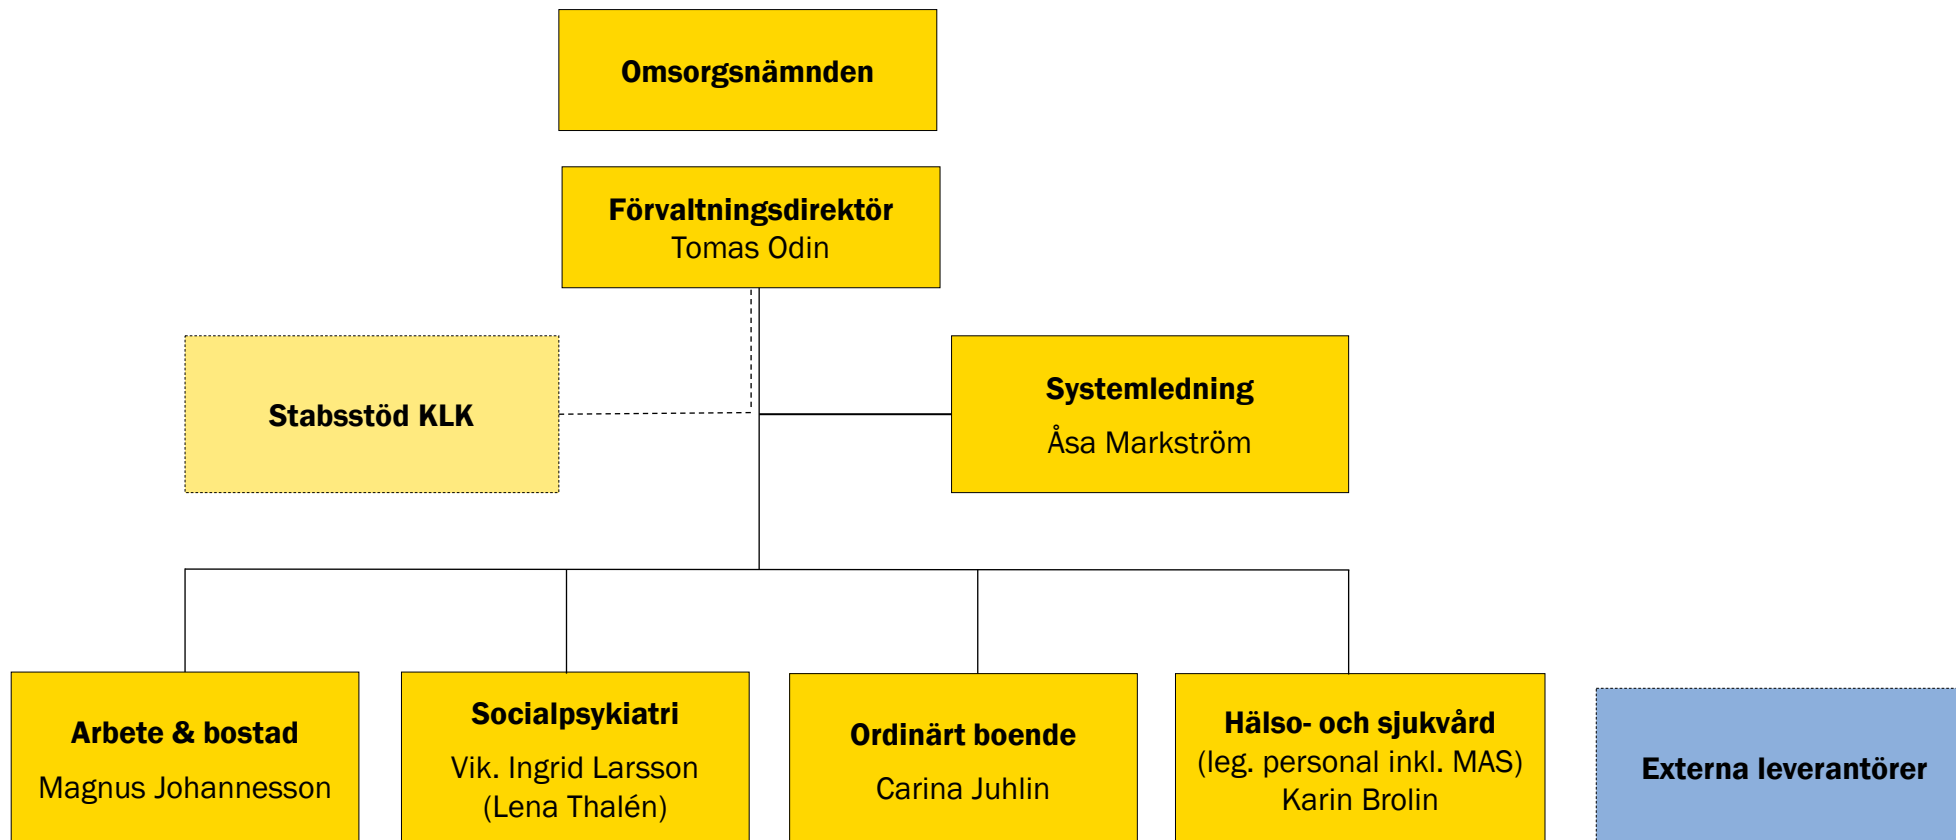 Omsorgsnämnden
Förvaltningsdirektör
Tomas Odin
Stabsstöd KLK
Systemledning
Åsa Markström
Arbete & bostad
Magnus Johannesson
Socialpsykiatri
Vik. Ingrid Larsson
(Lena Thalén)
Ordinärt boende
Carina Juhlin
Hälso- och sjukvård
(leg. personal inkl. MAS)
Karin Brolin
Externa leverantörer